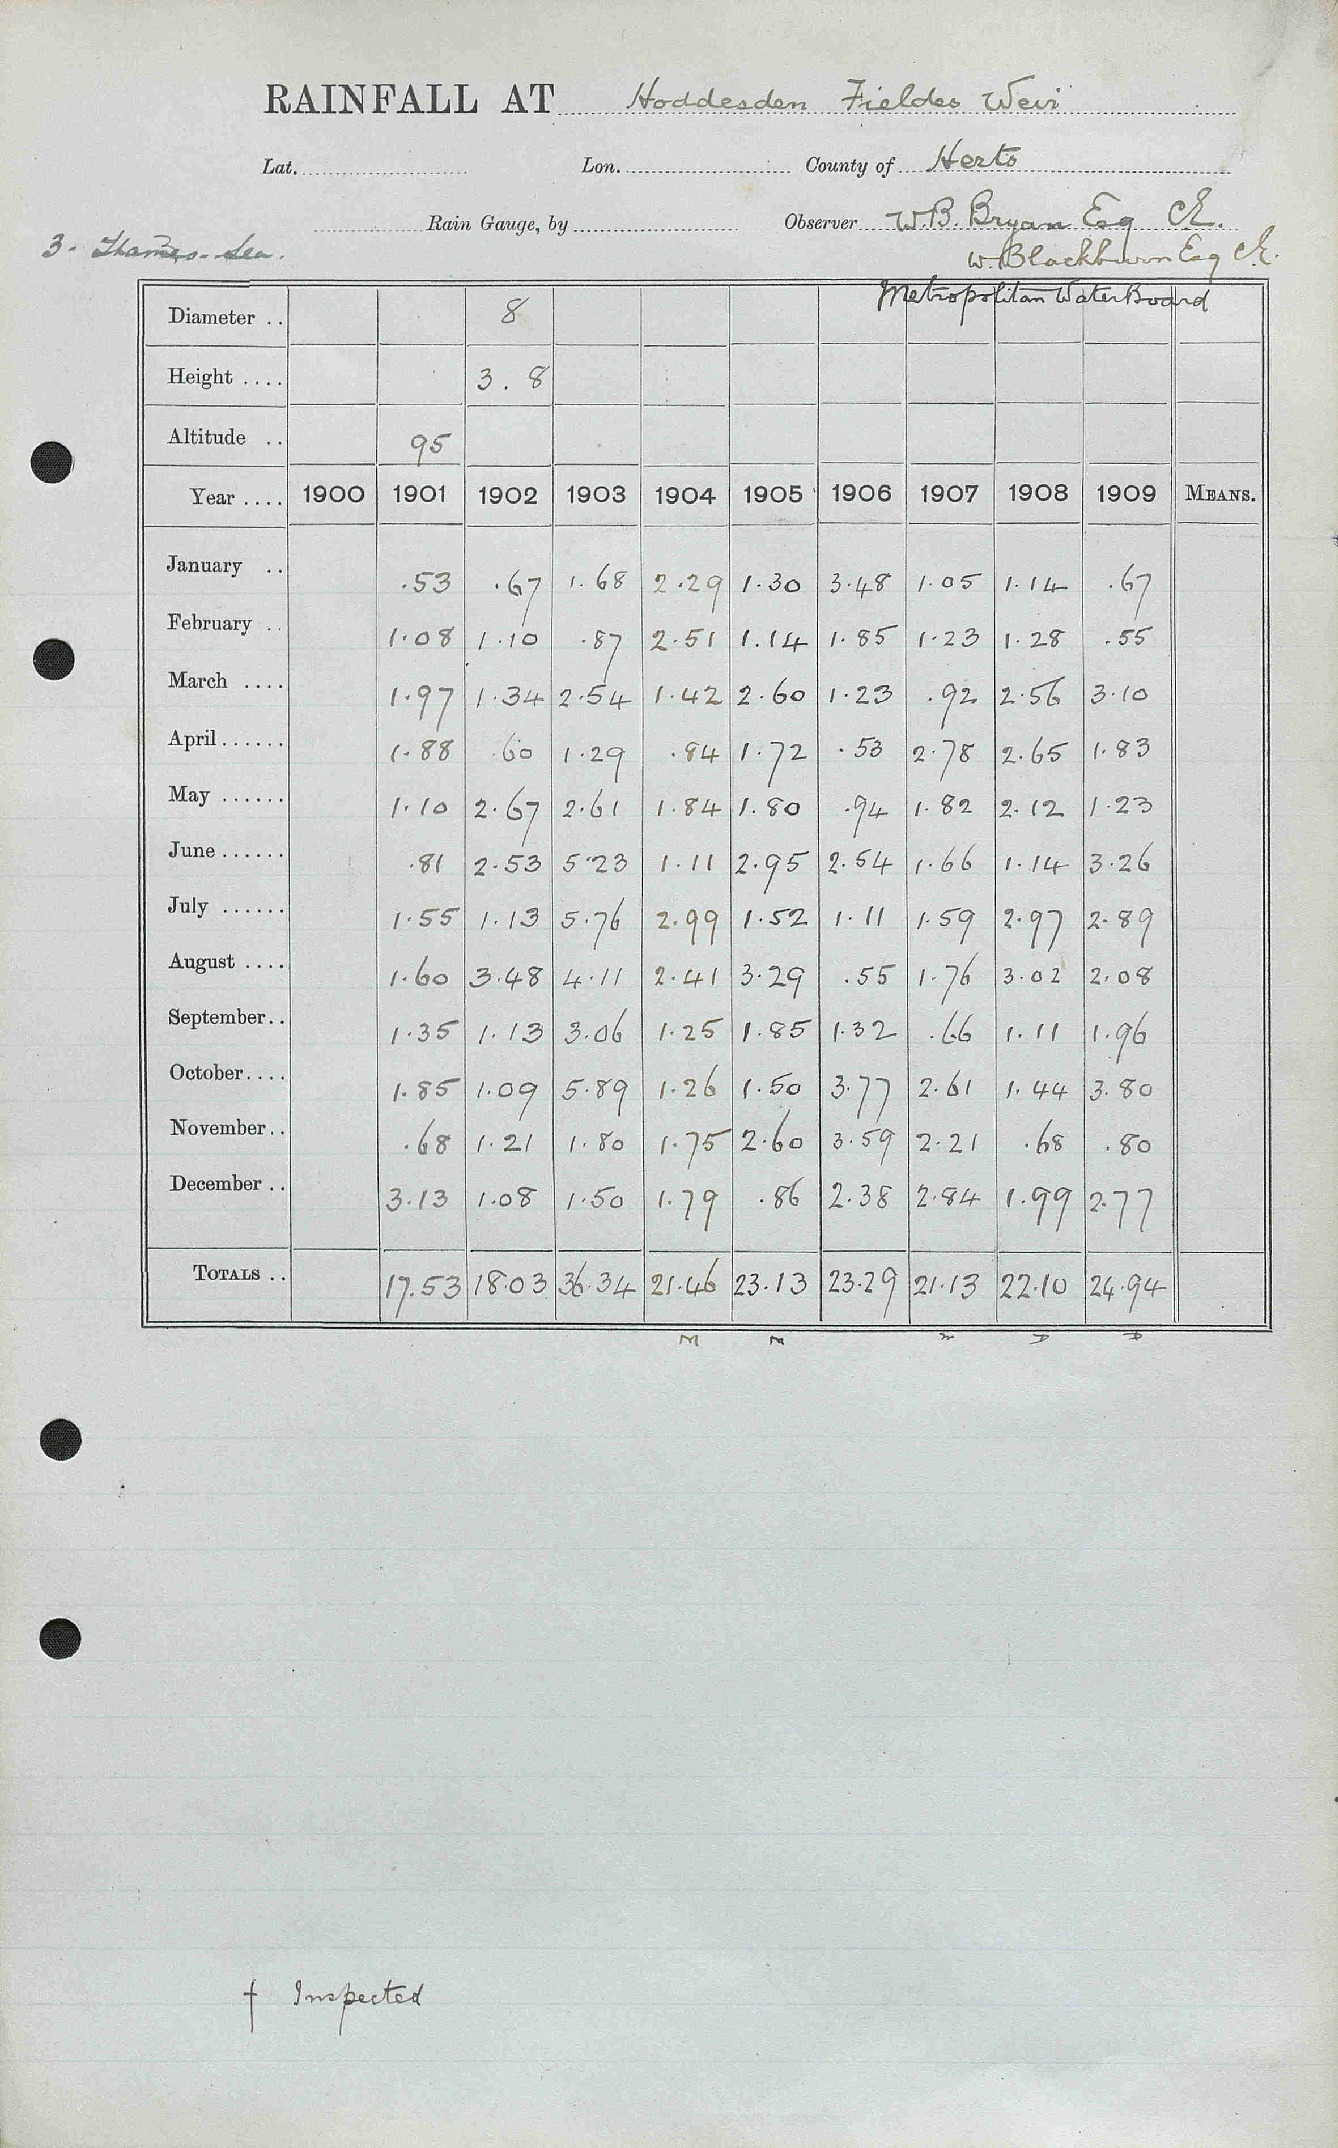 RAINFALL AT Hoddesden Fieldes Weir
Lat. Lon. County of Herts
Rain Gauge, by Observer W.B. Bryan Esq CE.
3. Thames. Lea.
W. Blackburn Esq CE.
Metropolitan Water Board
Diameter .. 8
Height .... 3 . 8
Altitude .. 95
Year .... 1900 1901 1902 1903 1904 1905 1906 1907 1908 1909 MEANS.
January .. .53 .67 1.68 2.29 1.30 3.48 1.05 1.14 .67
February .. 1.08 1.10 .87 2.51 1.14 1.85 1.23 1.28 .55
March .... 1.97 1.34 2.54 1.42 2.60 1.23 .92 2.56 3.10
April ...... 1.88 .60 1.29 .84 1.72 .53 2.78 2.65 1.83
May ...... 1.10 2.67 2.61 1.84 1.80 .94 1.82 2.12 1.23
June ...... .81 2.53 5.23 1.11 2.95 2.54 1.66 1.14 3.26
July ...... 1.55 1.13 5.76 2.99 1.52 1.11 1.59 2.97 2.89
August .... 1.60 3.48 4.11 2.41 3.29 .55 1.76 3.02 2.08
September.. 1.35 1.13 3.06 1.25 1.85 1.32 .66 1.11 1.96
October.... 1.85 1.09 5.89 1.26 1.50 3.77 2.61 1.44 3.80
November.. .68 1.21 1.80 1.75 2.60 3.59 2.21 .68 .80
December .. 3.13 1.08 1.50 1.79 .86 2.38 2.84 1.99 2.77
TOTALS .. 17.53 18.03 36.34 21.46 23.13 23.29 21.13 22.10 24.94
† Inspected